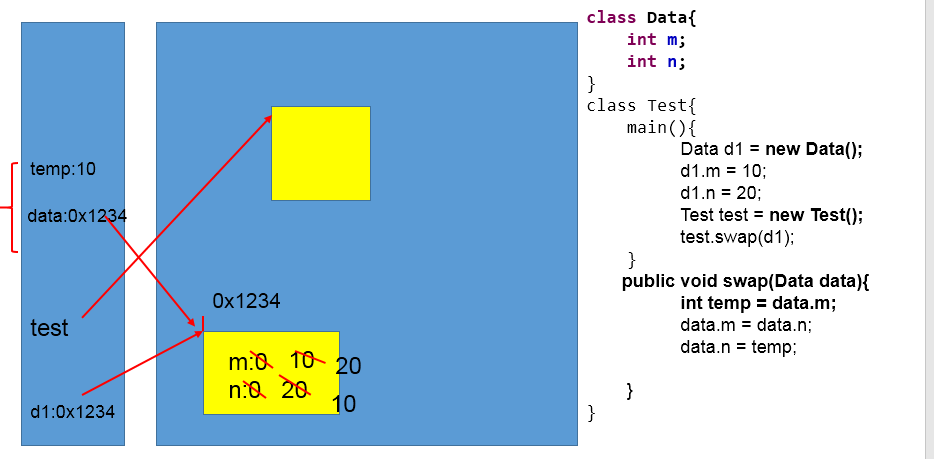 temp:10
data:0x1234
test
d1:0x1234
0x1234
m:0 10 20
n:0 20 10
class Data{
int m;
int n;
}
class Test{
main(){
Data d1 = new Data();
d1.m = 10;
d1.n = 20;
Test test = new Test();
test.swap(d1);
}
public void swap(Data data){
int temp = data.m;
data.m = data.n;
data.n = temp;
}
}